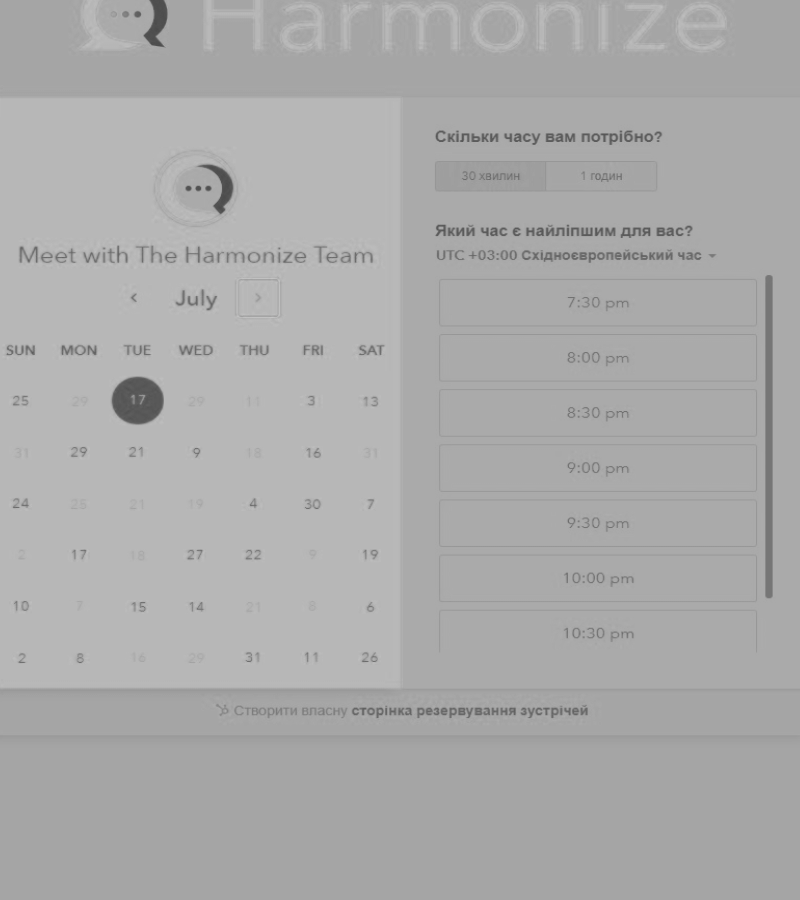 Harmonize
Meet with The Harmonize Team
July
SUN MON TUE WED THU FRI SAT
25 29 17 29 11 3 13
31 29 21 9 18 16 31
24 25 21 19 4 30 7
2 17 18 27 22 9 19
10 7 15 14 21 8 6
2 8 16 29 31 11 26
Скільки часу вам потрібно?
30 хвилин 1 годин
Який час є найліпшим для вас?
UTC +03:00 Східноєвропейський час
7:30 pm
8:00 pm
8:30 pm
9:00 pm
9:30 pm
10:00 pm
10:30 pm
Створити власну сторінка резервування зустрічей